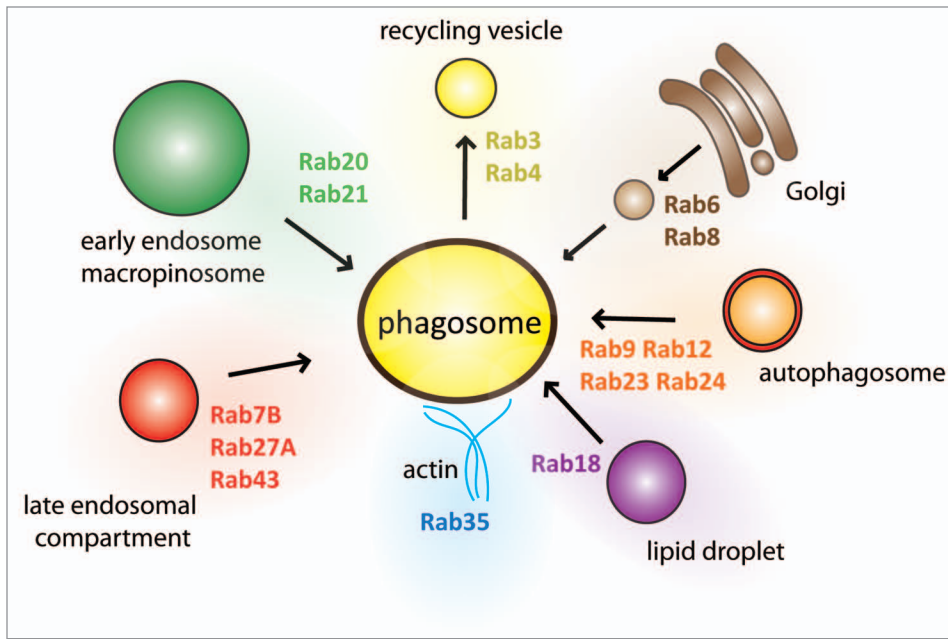 recycling vesicle
Rab3
Rab4
Rab20
Rab21
early endosome
macropinosome
Golgi
Rab6
Rab8
phagosome
Rab9 Rab12
Rab23 Rab24
autophagosome
Rab7B
Rab27A
Rab43
late endosomal
compartment
actin
Rab35
Rab18
lipid droplet